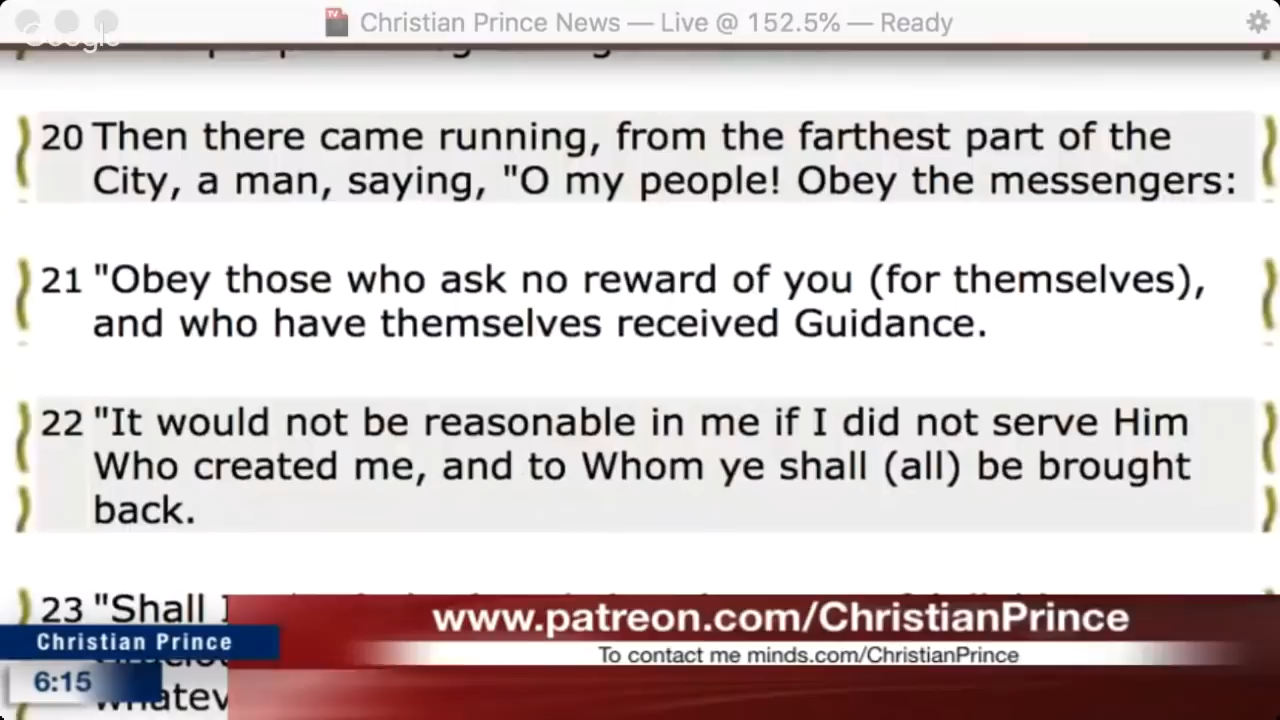 Christian Prince News — Live @ 152.5% — Ready
Google
20 Then there came running, from the farthest part of the
City, a man, saying, "O my people! Obey the messengers:
21 "Obey those who ask no reward of you (for themselves),
and who have themselves received Guidance.
22 "It would not be reasonable in me if I did not serve Him
Who created me, and to Whom ye shall (all) be brought
back.
23 "Shall I
www.patreon.com/ChristianPrince
Christian Prince
To contact me minds.com/ChristianPrince
6:15